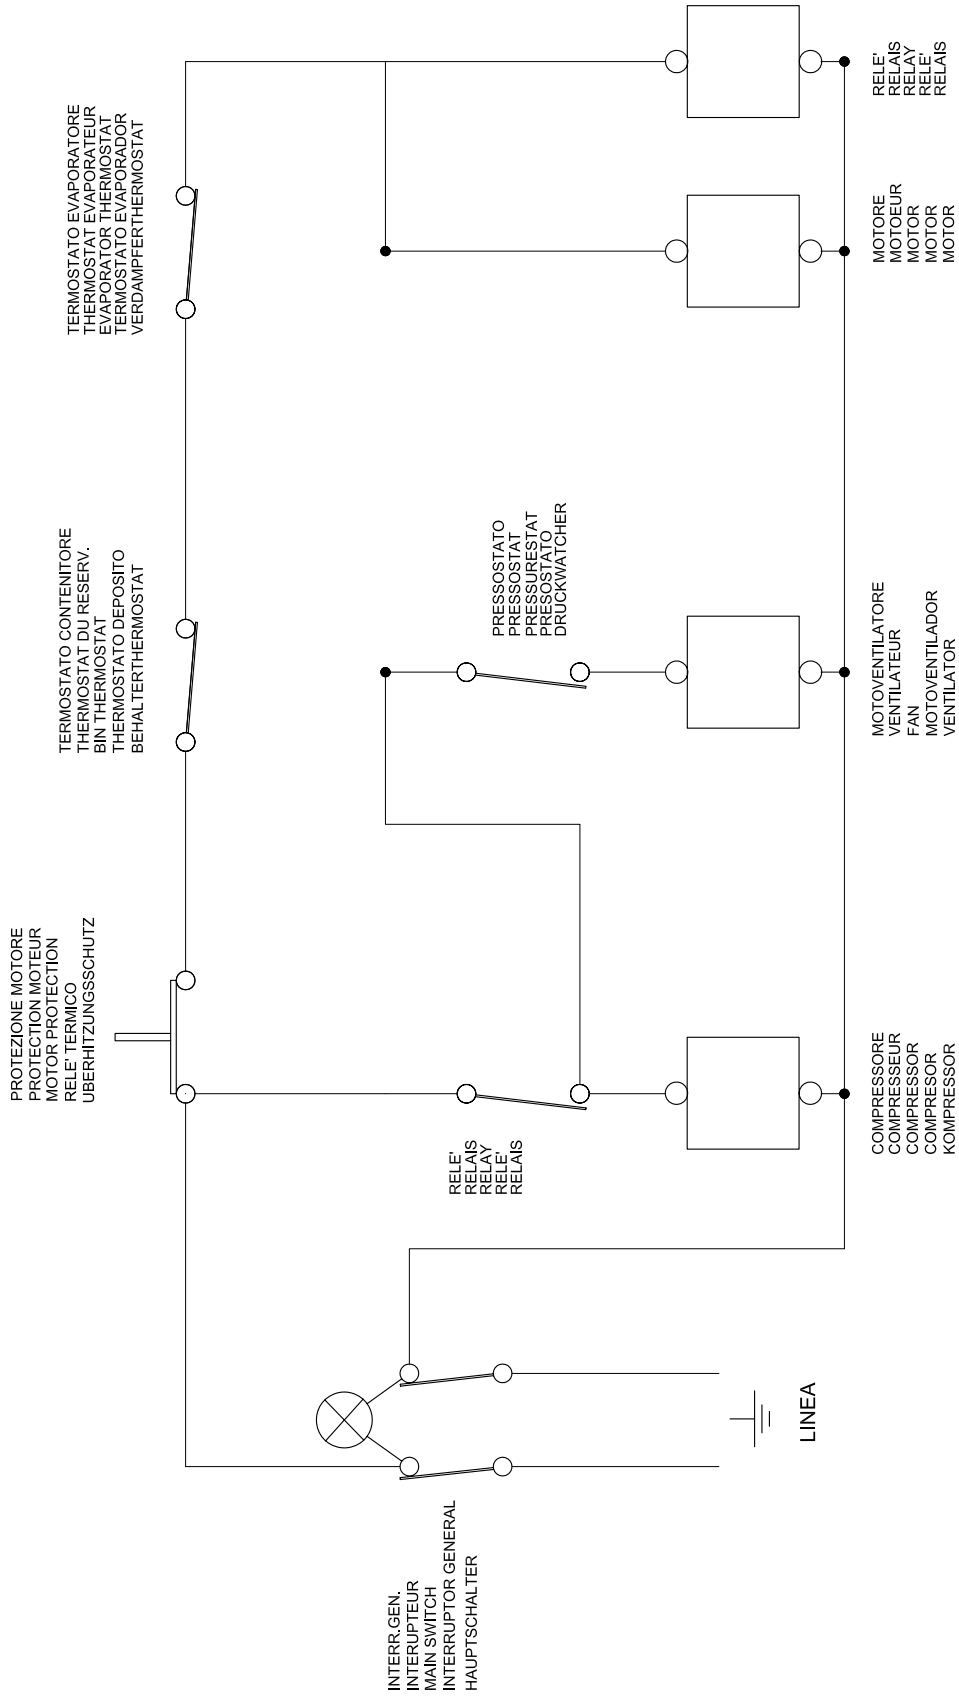 PROTEZIONE MOTORE
PROTECTION MOTEUR
MOTOR PROTECTION
RELE' TERMICO
UBERHITZUNGSSCHUTZ
TERMOSTATO CONTENITORE
THERMOSTAT DU RESERV.
BIN THERMOSTAT
THERMOSTATO DEPOSITO
BEHALTERTHERMOSTAT
TERMOSTATO EVAPORATORE
THERMOSTAT EVAPORATEUR
EVAPORATOR THERMOSTAT
TERMOSTATO EVAPORADOR
VERDAMPFERTHERMOSTAT
INTERR.GEN.
INTERUPTEUR
MAIN SWITCH
INTERRUPTOR GENERAL
HAUPTSCHALTER
RELE'
RELAIS
RELAY
RELE'
RELAIS
PRESSOSTATO
PRESSOSTAT
PRESSURESTAT
PRESOSTATO
DRUCKWATCHER
LINEA
COMPRESSORE
COMPRESSEUR
COMPRESSOR
COMPRESOR
KOMPRESSOR
MOTOVENTILATORE
VENTILATEUR
FAN
MOTOVENTILADOR
VENTILATOR
MOTORE
MOTOEUR
MOTOR
MOTOR
MOTOR
RELE'
RELAIS
RELAY
RELE'
RELAIS